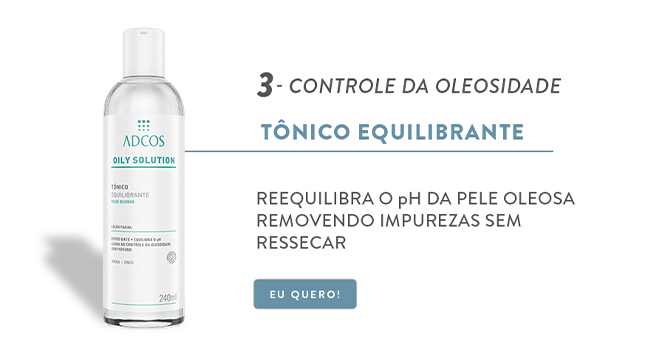 3- CONTROLE DA OLEOSIDADE
TÔNICO EQUILIBRANTE
REEQUILIBRA O pH DA PELE OLEOSA
REMOVENDO IMPUREZAS SEM
RESSECAR
EU QUERO!
ADCOS
OILY SOLUTION
TÔNICO
EQUILIBRANTE
240ml